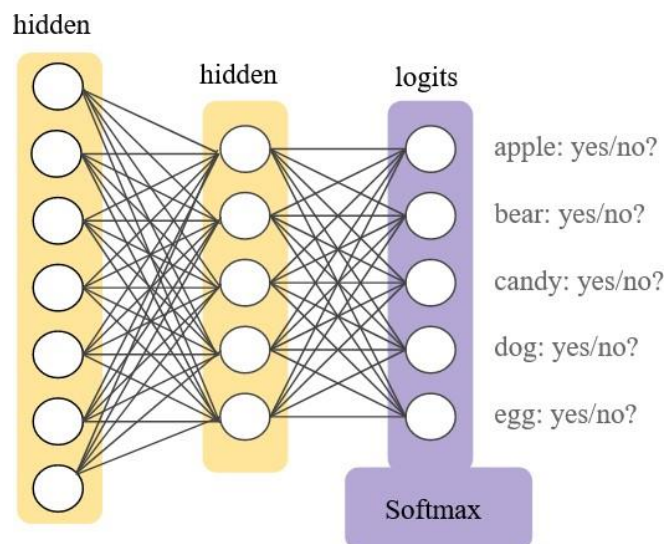 hidden
hidden
logits
apple: yes/no?
bear: yes/no?
candy: yes/no?
dog: yes/no?
egg: yes/no?
Softmax